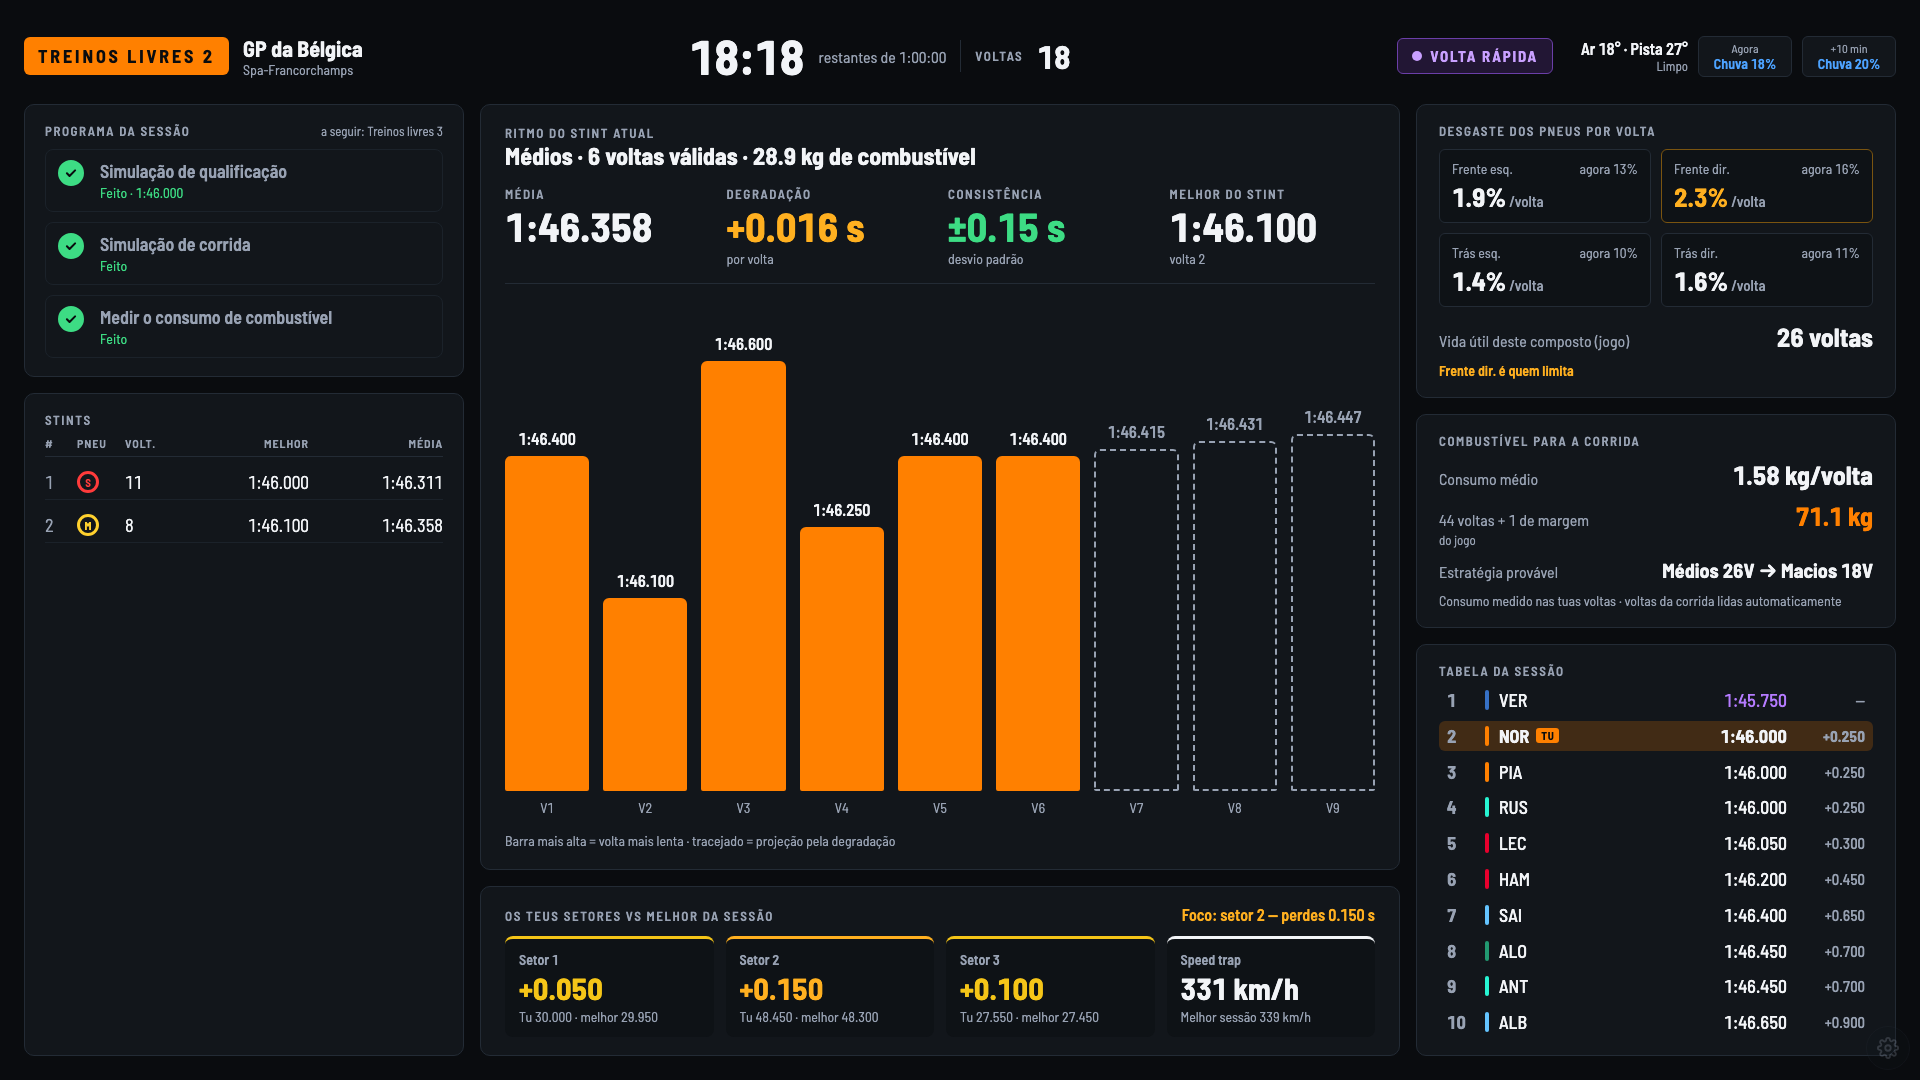 TREINOS LIVRES 2
GP da Bélgica
Spa-Francorchamps
18:18 restantes de 1:00:00 VOLTAS 18
VOLTA RÁPIDA
Ar 18° · Pista 27°
Limpo
Agora
Chuva 18%
+10 min
Chuva 20%
PROGRAMA DA SESSÃO a seguir: Treinos livres 3
Simulação de qualificação
Feito · 1:46.000
Simulação de corrida
Feito
Medir o consumo de combustível
Feito
STINTS
# PNEU VOLT. MELHOR MÉDIA
1 S 11 1:46.000 1:46.311
2 M 8 1:46.100 1:46.358
RITMO DO STINT ATUAL
Médios · 6 voltas válidas · 28.9 kg de combustível
MÉDIA
1:46.358
DEGRADAÇÃO
+0.016 s
por volta
CONSISTÊNCIA
±0.15 s
desvio padrão
MELHOR DO STINT
1:46.100
volta 2
1:46.400
1:46.100
1:46.600
1:46.250
1:46.400
1:46.400
1:46.415
1:46.431
1:46.447
V1 V2 V3 V4 V5 V6 V7 V8 V9
Barra mais alta = volta mais lenta · tracejado = projeção pela degradação
OS TEUS SETORES VS MELHOR DA SESSÃO Foco: setor 2 — perdes 0.150 s
Setor 1
+0.050
Tu 30.000 · melhor 29.950
Setor 2
+0.150
Tu 48.450 · melhor 48.300
Setor 3
+0.100
Tu 27.550 · melhor 27.450
Speed trap
331 km/h
Melhor sessão 339 km/h
DESGASTE DOS PNEUS POR VOLTA
Frente esq. agora 13%
1.9% /volta
Frente dir. agora 16%
2.3% /volta
Trás esq. agora 10%
1.4% /volta
Trás dir. agora 11%
1.6% /volta
Vida útil deste composto (jogo) 26 voltas
Frente dir. é quem limita
COMBUSTÍVEL PARA A CORRIDA
Consumo médio 1.58 kg/volta
44 voltas + 1 de margem 71.1 kg
do jogo
Estratégia provável Médios 26V → Macios 18V
Consumo medido nas tuas voltas · voltas da corrida lidas automaticamente
TABELA DA SESSÃO
1 VER 1:45.750 —
2 NOR TU 1:46.000 +0.250
3 PIA 1:46.000 +0.250
4 RUS 1:46.000 +0.250
5 LEC 1:46.050 +0.300
6 HAM 1:46.200 +0.450
7 SAI 1:46.400 +0.650
8 ALO 1:46.450 +0.700
9 ANT 1:46.450 +0.700
10 ALB 1:46.650 +0.900